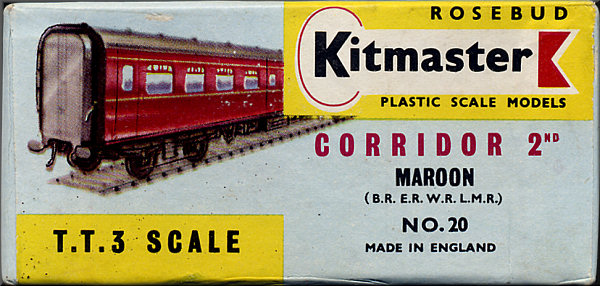 ROSEBUD
Kitmaster
PLASTIC SCALE MODELS
CORRIDOR 2ND
MAROON
(B.R. E.R. W.R. L.M.R.)
NO. 20
MADE IN ENGLAND
T.T.3 SCALE